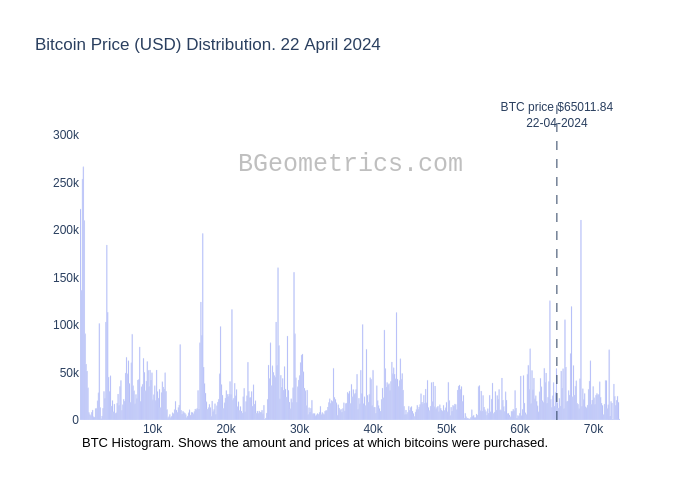 Bitcoin Price (USD) Distribution. 22 April 2024
BTC price $65011.84
22-04-2024
300k
BGeometrics.com
250k
200k
150k
100k
50k
0
10k 20k 30k 40k 50k 60k 70k
BTC Histogram. Shows the amount and prices at which bitcoins were purchased.